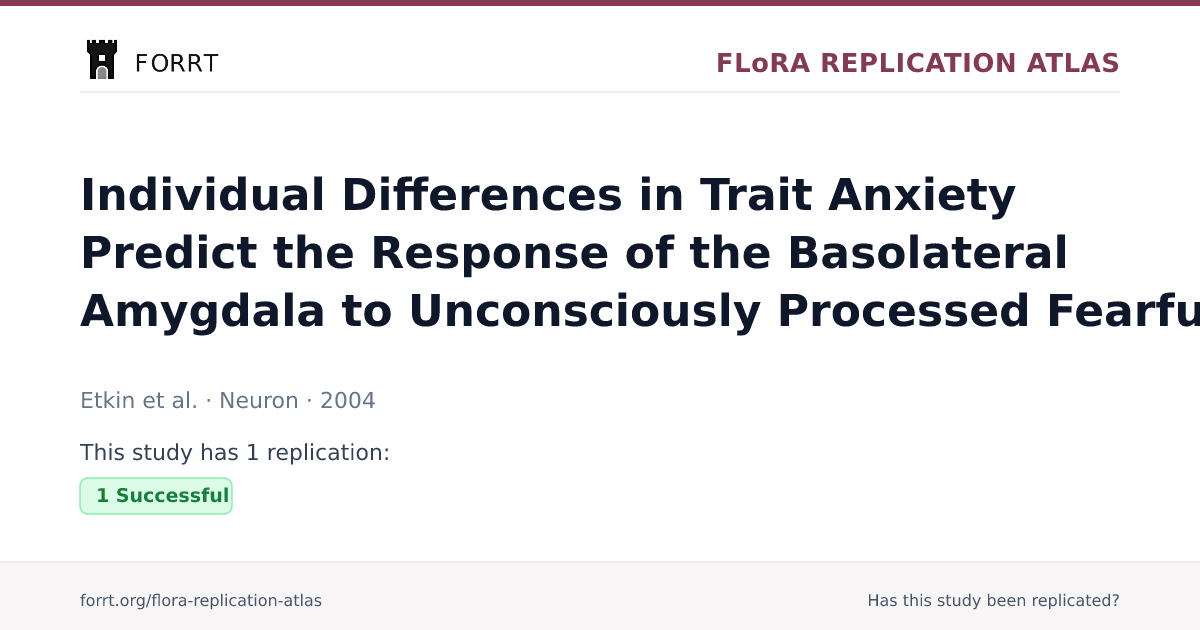 FORRT
FLoRA REPLICATION ATLAS
Individual Differences in Trait Anxiety
Predict the Response of the Basolateral
Amygdala to Unconsciously Processed Fearfu
Etkin et al. · Neuron · 2004
This study has 1 replication:
1 Successful
forrt.org/flora-replication-atlas
Has this study been replicated?